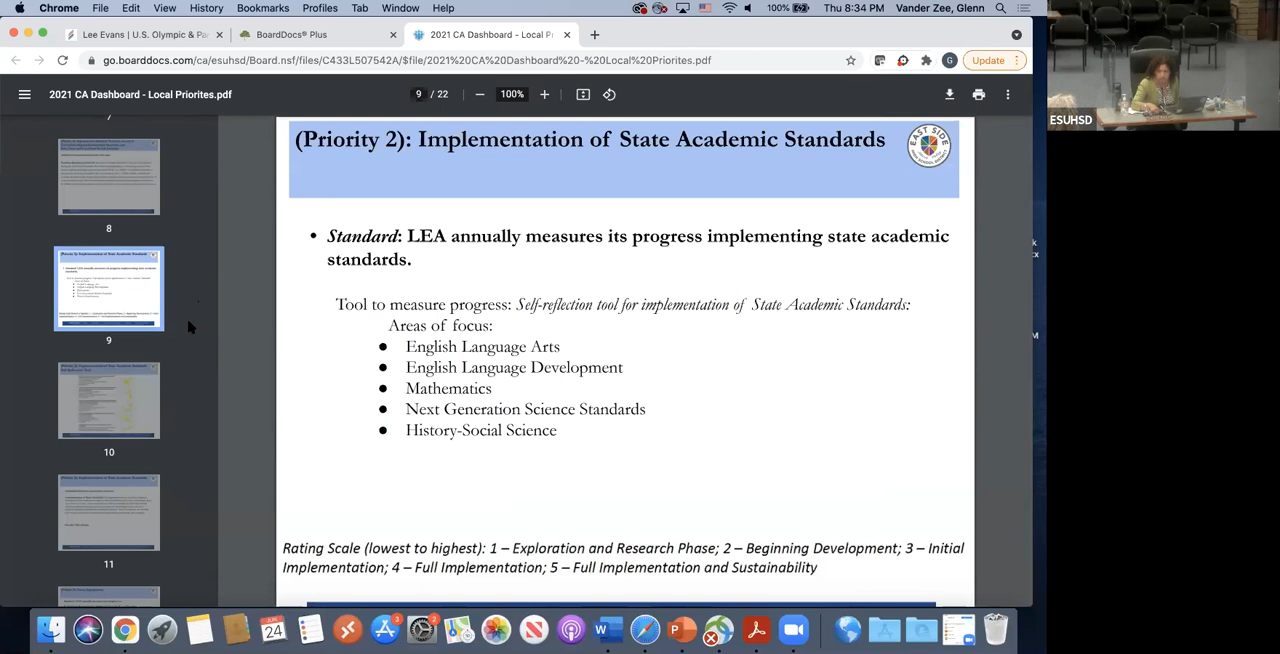 Chrome File Edit View History Bookmarks Profiles Tab Window Help 100% Thu 8:34 PM Vander Zee, Glenn
Lee Evans | U.S. Olympic & Pa BoardDocs® Plus 2021 CA Dashboard - Local Pr
go.boarddocs.com/ca/esuhsd/Board.nsf/files/C433L507542A/$file/2021%20CA%20Dashboard%20-%20Local%20Priorites.pdf
G Update
2021 CA Dashboard - Local Priorites.pdf 9 / 22 100%
ESUHSD
7
8
9
10
11
(Priority 2): Implementation of State Academic Standards
EAST SIDE
• Standard: LEA annually measures its progress implementing state academic
standards.
Tool to measure progress: Self-reflection tool for implementation of State Academic Standards:
Areas of focus:
● English Language Arts
● English Language Development
● Mathematics
● Next Generation Science Standards
● History-Social Science
Rating Scale (lowest to highest): 1 – Exploration and Research Phase; 2 – Beginning Development; 3 – Initial
Implementation; 4 – Full Implementation; 5 – Full Implementation and Sustainability
JUN
24
3
2